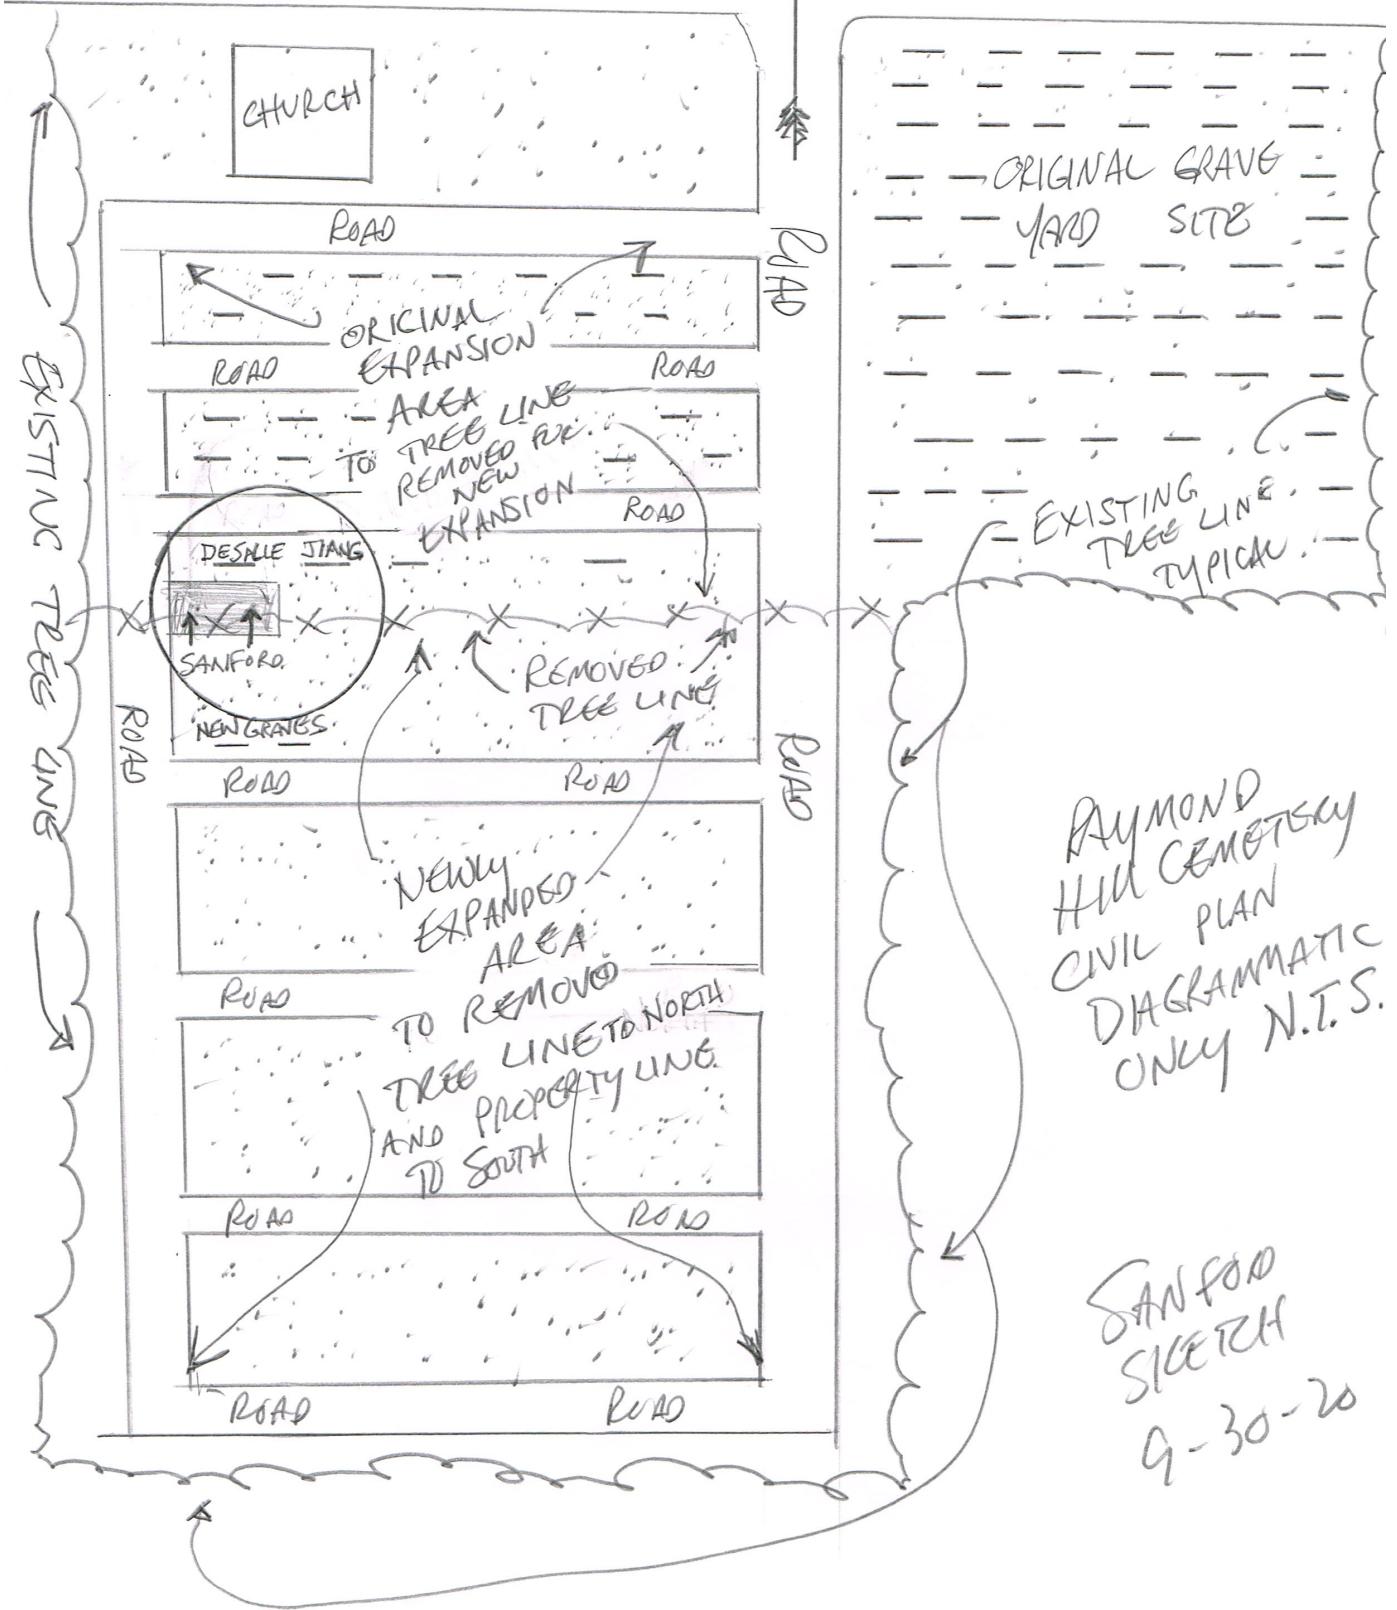 CHURCH
ROAD
ROAD
ORIGINAL GRAVE
YARD SITE
ORIGINAL
EXPANSION
AREA
TO TREE LINE
REMOVED FOR
NEW
EXPANSION
ROAD
ROAD
ROAD
EXISTING TREE LINE
EXISTING
TREE LINE
TYPICAL
DESALLE JIANG
SANFORD
NEW GRAVES
REMOVED
TREE LINE
ROAD
ROAD
ROAD
ROAD
NEWLY
EXPANDED
AREA
TO REMOVED
TREE LINE TO NORTH
AND PROPERTY LINE
TO SOUTH
ROAD
ROAD
ROAD
ROAD
ROAD
RAYMOND
HILL CEMETERY
CIVIL PLAN
DIAGRAMMATIC
ONLY N.T.S.
SANFORD
SKETCH
9-30-20